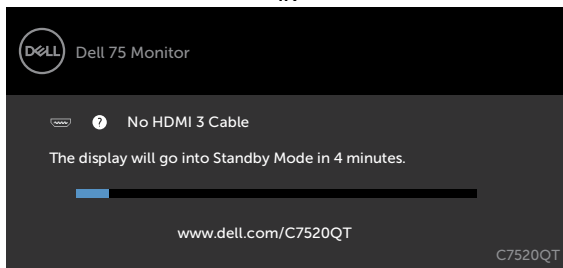 DELL
Dell 75 Monitor
? No HDMI 3 Cable
The display will go into Standby Mode in 4 minutes.
www.dell.com/C7520QT
C7520QT